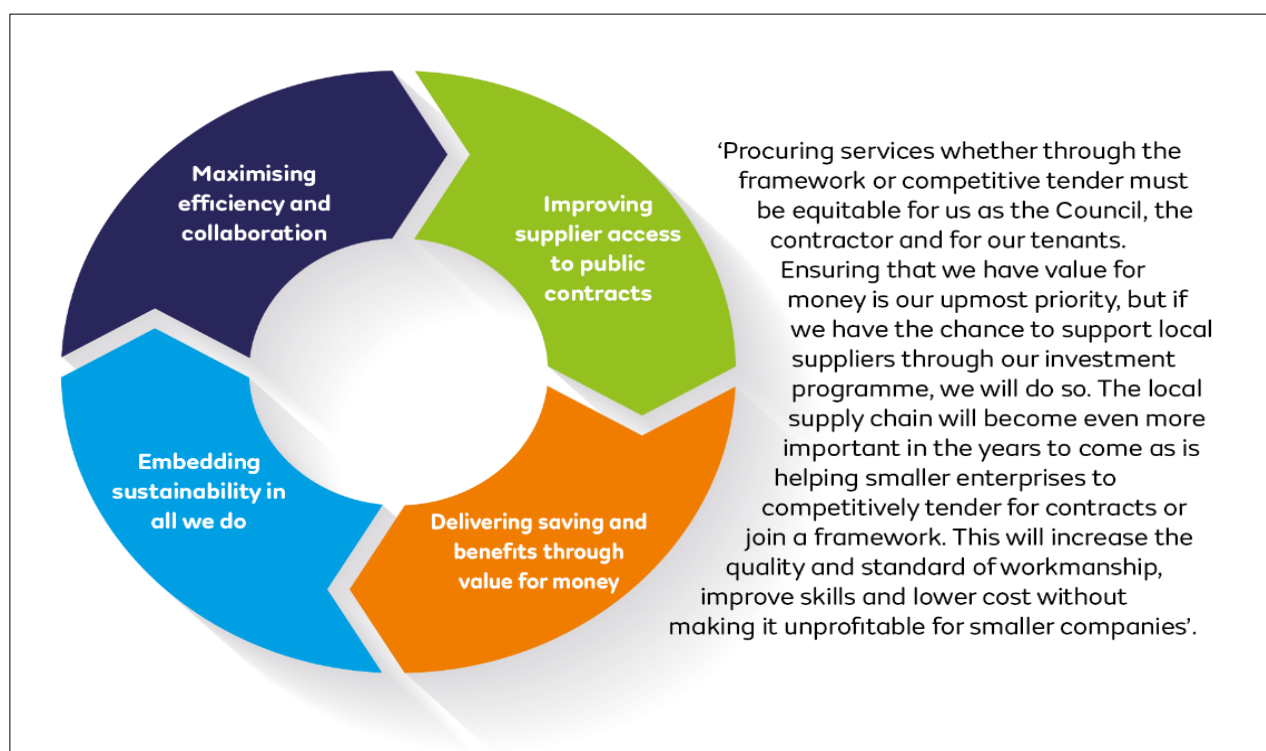 Maximising
efficiency and
collaboration
Improving
supplier access
to public
contracts
Delivering saving and
benefits through
value for money
Embedding
sustainability in
all we do
‘Procuring services whether through the
framework or competitive tender must
be equitable for us as the Council, the
contractor and for our tenants.
Ensuring that we have value for
money is our upmost priority, but if
we have the chance to support local
suppliers through our investment
programme, we will do so. The local
supply chain will become even more
important in the years to come as is
helping smaller enterprises to
competitively tender for contracts or
join a framework. This will increase the
quality and standard of workmanship,
improve skills and lower cost without
making it unprofitable for smaller companies’.